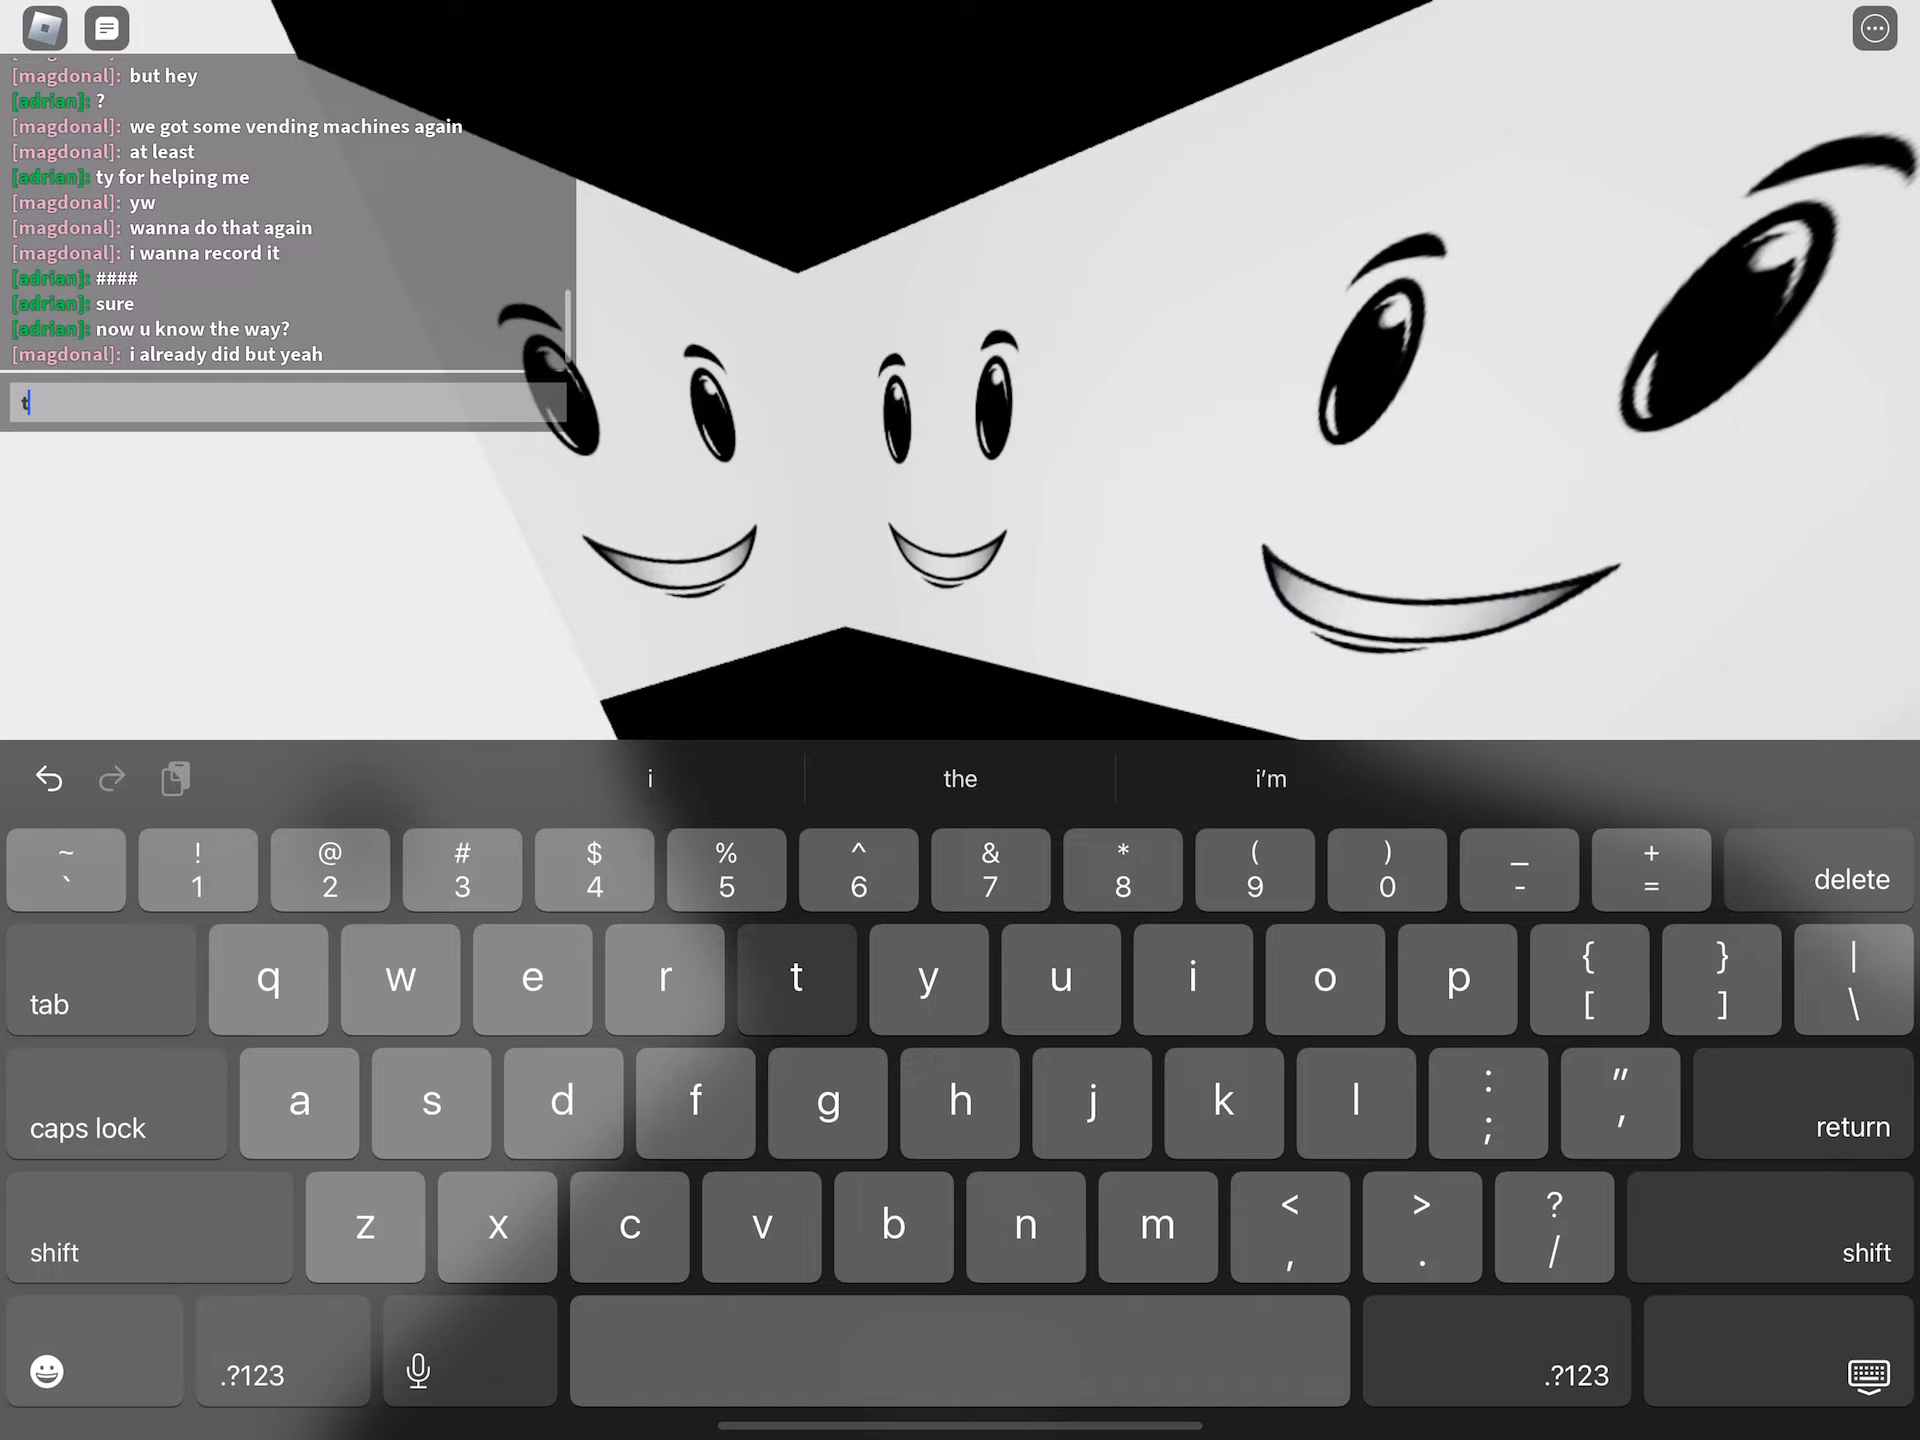 [magdonal]: but hey
[adrian]: ?
[magdonal]: we got some vending machines again
[magdonal]: at least
[adrian]: ty for helping me
[magdonal]: yw
[magdonal]: wanna do that again
[magdonal]: i wanna record it
[adrian]: ####
[adrian]: sure
[adrian]: now u know the way?
[magdonal]: i already did but yeah
t
i the i'm
~ ! @ # $ % ^ & * ( ) _ +
` 1 2 3 4 5 6 7 8 9 0 - = delete
tab q w e r t y u i o p { [ } ] | \
caps lock a s d f g h j k l : ; " ' return
shift z x c v b n m < , > . ? / shift
.?123 .?123